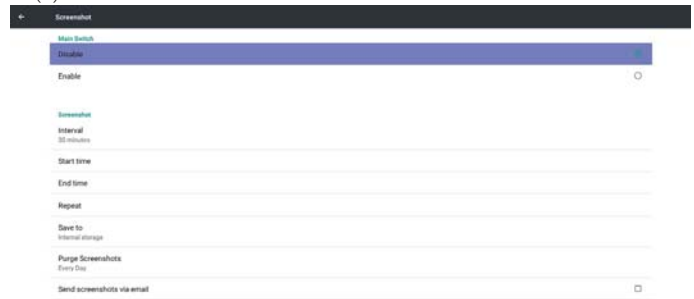 Screenshot
Main Switch
Disable
Enable
Screenshot
Interval
30 minutes
Start time
End time
Repeat
Save to
Internal storage
Purge Screenshots
Every Day
Send screenshots via email